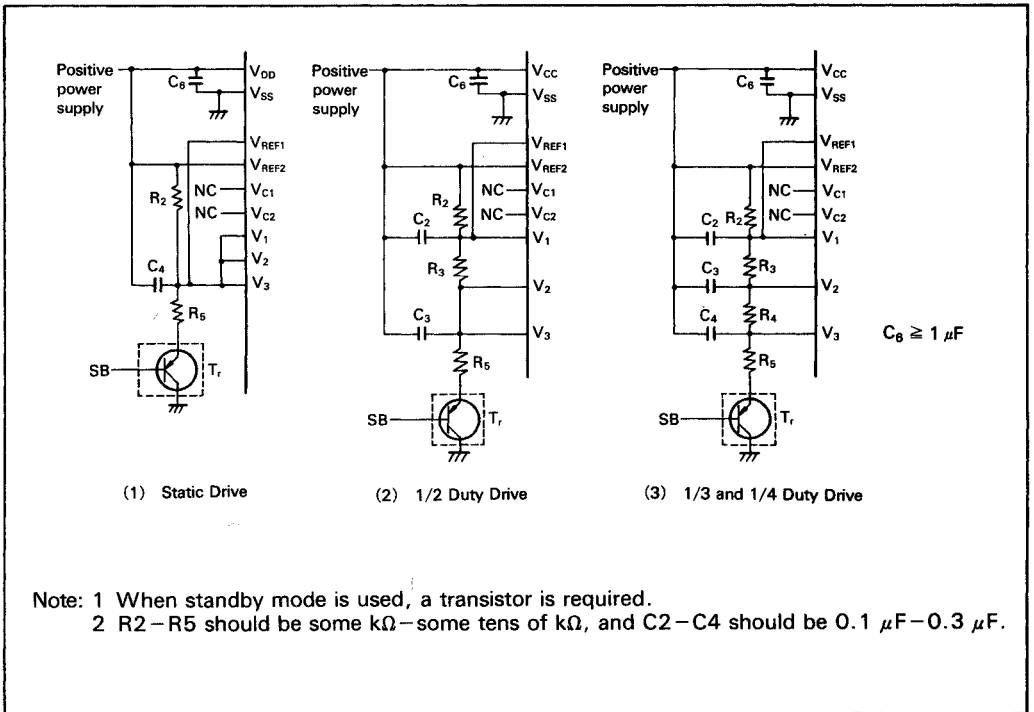 Positive
power
supply
C6
VDD
VSS
VREF1
VREF2
R2
NC
VC1
NC
VC2
V1
V2
C4
V3
R5
SB
Tr
(1) Static Drive
Positive
power
supply
C6
VCC
VSS
VREF1
VREF2
R2
NC
VC1
NC
VC2
C2
V1
R3
V2
C3
V3
R5
SB
Tr
(2) 1/2 Duty Drive
Positive
power
supply
C6
VCC
VSS
VREF1
VREF2
NC
VC1
NC
VC2
C2
R2
V1
C3
R3
V2
C4
R4
V3
R5
SB
Tr
C6 ≧ 1 μF
(3) 1/3 and 1/4 Duty Drive
Note: 1 When standby mode is used, a transistor is required.
2 R2−R5 should be some kΩ−some tens of kΩ, and C2−C4 should be 0.1 μF−0.3 μF.